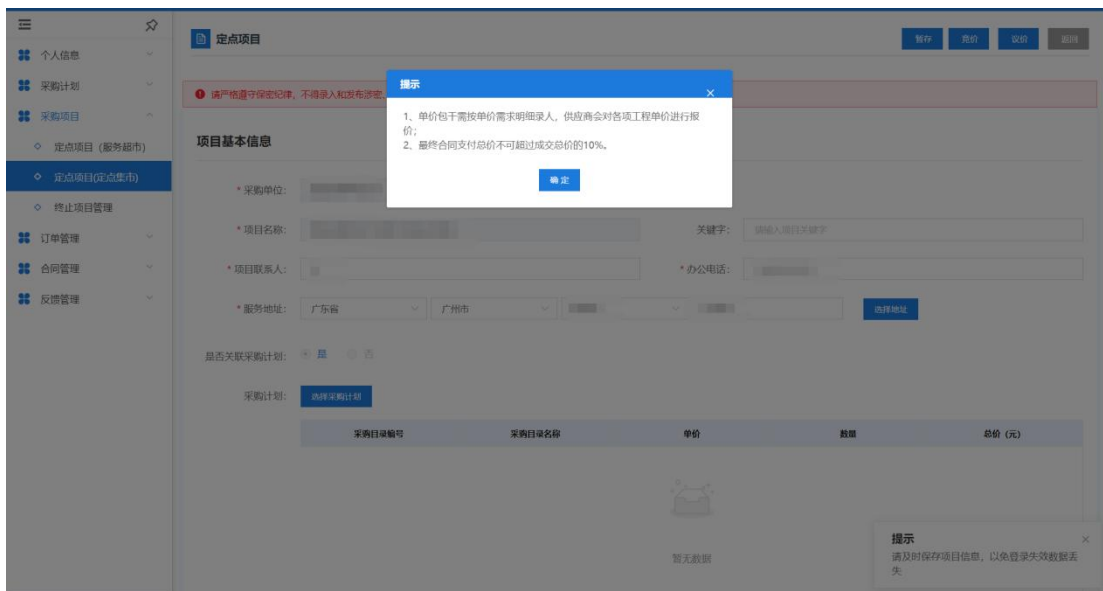 个人信息
采购计划
采购项目
定点项目（服务超市）
定点项目(定点集市)
终止项目管理
订单管理
合同管理
反馈管理
定点项目
暂存
竞价
议价
返回
请严格遵守保密纪律，不得录入和发布涉密、
提示
1、单价包干需按单价需求明细录人，供应商会对各项工程单价进行报
价；
2、最终合同支付总价不可超过成交总价的10%。
确定
项目基本信息
*采购单位：
*项目名称：
关键字：
请输入项目关键字
*项目联系人：
*办公电话：
*服务地址：
广东省
广州市
选择地址
是否关联采购计划：
是
否
采购计划：
选择采购计划
采购目录编号
采购目录名称
单价
数量
总价（元）
暂无数据
提示
请及时保存项目信息，以免登录失效数据丢
失